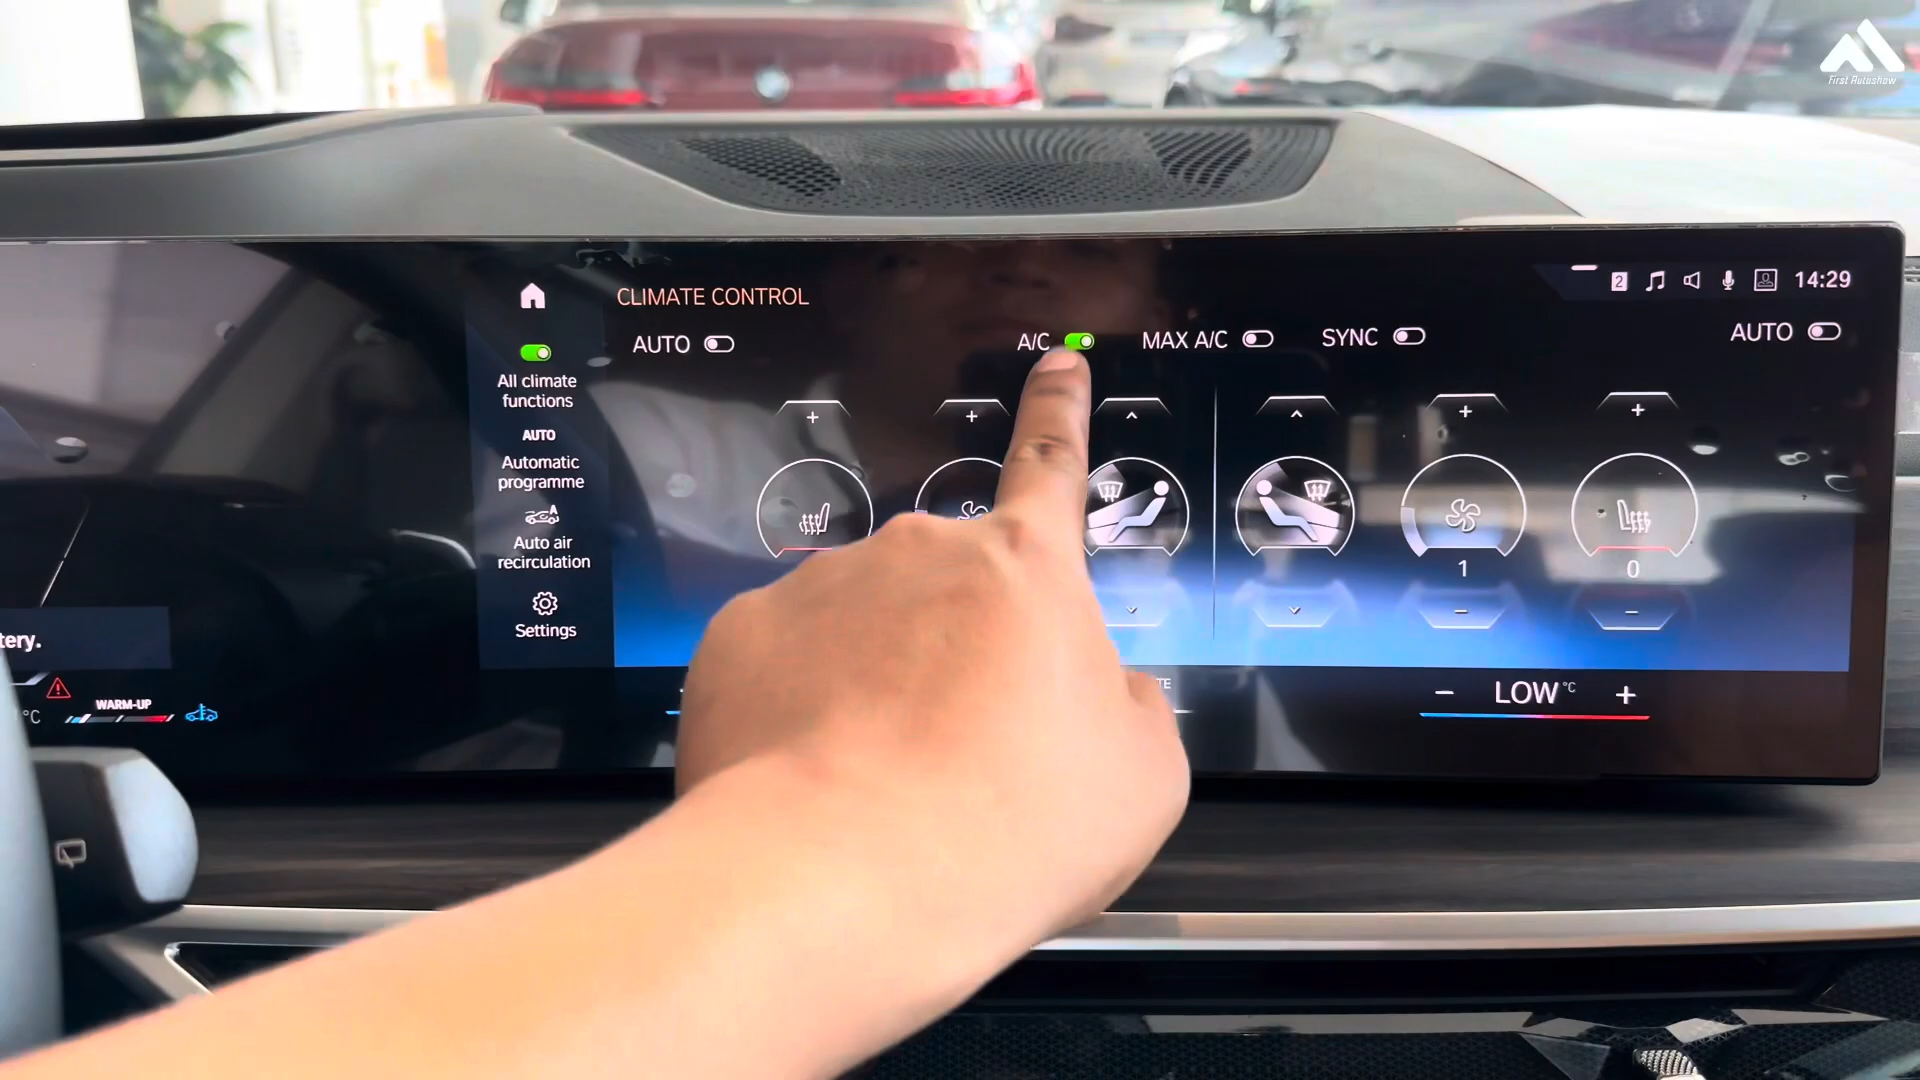 First Autoshow
2
14:29
CLIMATE CONTROL
AUTO
A/C
MAX A/C
SYNC
AUTO
All climate
functions
AUTO
Automatic
programme
A
Auto air
recirculation
Settings
+
+
+
+
1
0
−
−
tery.
°C
WARM-UP
− LOW °C +